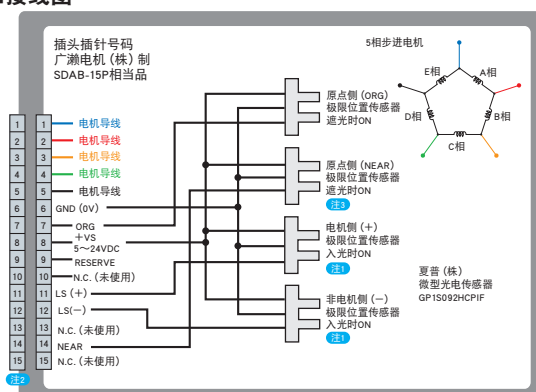 接线图
插头插针号码
广濑电机（株）制
SDAB-15P相当品
5相步进电机
E相
A相
D相
B相
C相
1 1 电机导线
2 2 电机导线
3 3 电机导线
4 4 电机导线
5 5 电机导线
6 6 GND (0V)
7 7 ORG
8 8 ＋VS
5～24VDC
9 9 RESERVE
10 10 N.C.（未使用）
11 11 LS（＋）
12 12 LS(－)
13 13 N.C.（未使用）
14 14 NEAR
15 15 N.C.（未使用）
注2
原点侧（ORG）
极限位置传感器
遮光时ON
原点侧（NEAR）
极限位置传感器
遮光时ON
注3
电机侧（＋）
极限位置传感器
入光时ON
注1
非电机侧（－）
极限位置传感器
入光时ON
注1
夏普（株）
微型光电传感器
GP1S092HCPIF